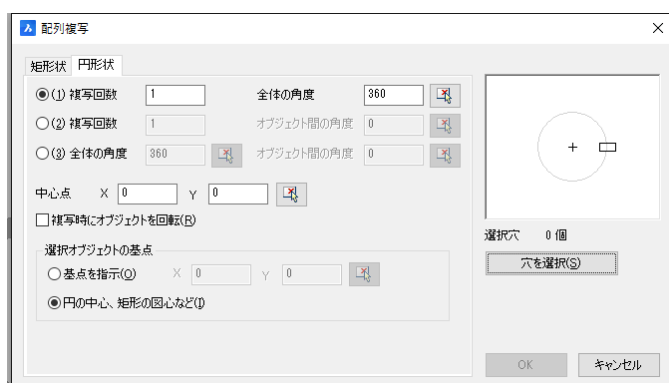 配列複写
矩形状 円形状
(1) 複写回数 1 全体の角度 360
(2) 複写回数 1 オブジェクト間の角度 0
(3) 全体の角度 360 オブジェクト間の角度 0
中心点 X 0 Y 0
複写時にオブジェクトを回転(R)
選択オブジェクトの基点
基点を指示(O) X 0 Y 0
円の中心、矩形の図心など(I)
選択穴 0 個
穴を選択(S)
OK キャンセル